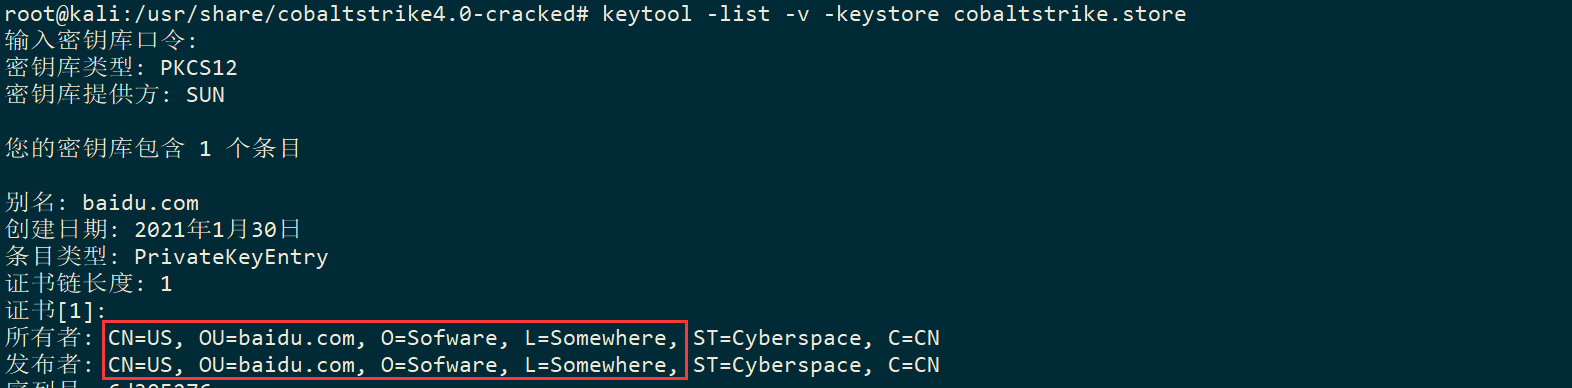 root@kali:/usr/share/cobaltstrike4.0-cracked# keytool -list -v -keystore cobaltstrike.store
输入密钥库口令:
密钥库类型: PKCS12
密钥库提供方: SUN
您的密钥库包含 1 个条目
别名: baidu.com
创建日期: 2021年1月30日
条目类型: PrivateKeyEntry
证书链长度: 1
证书[1]:
所有者: CN=US, OU=baidu.com, O=Sofware, L=Somewhere, ST=Cyberspace, C=CN
发布者: CN=US, OU=baidu.com, O=Sofware, L=Somewhere, ST=Cyberspace, C=CN